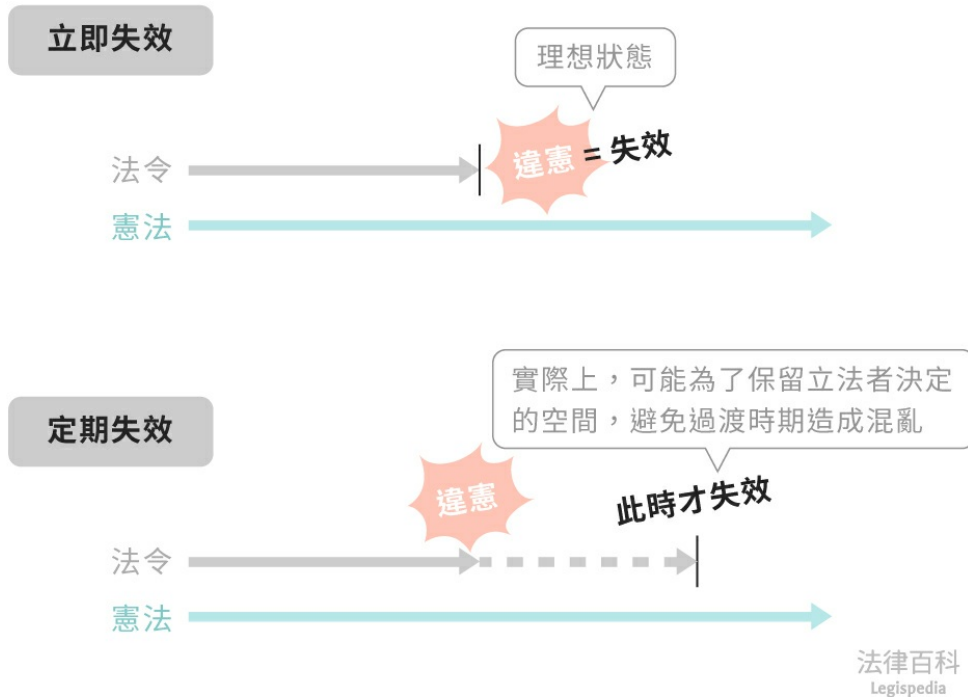 立即失效
理想狀態
違憲 = 失效
法令
憲法
實際上，可能為了保留立法者決定
的空間，避免過渡時期造成混亂
定期失效
違憲
此時才失效
法令
憲法
法律百科
Legispedia